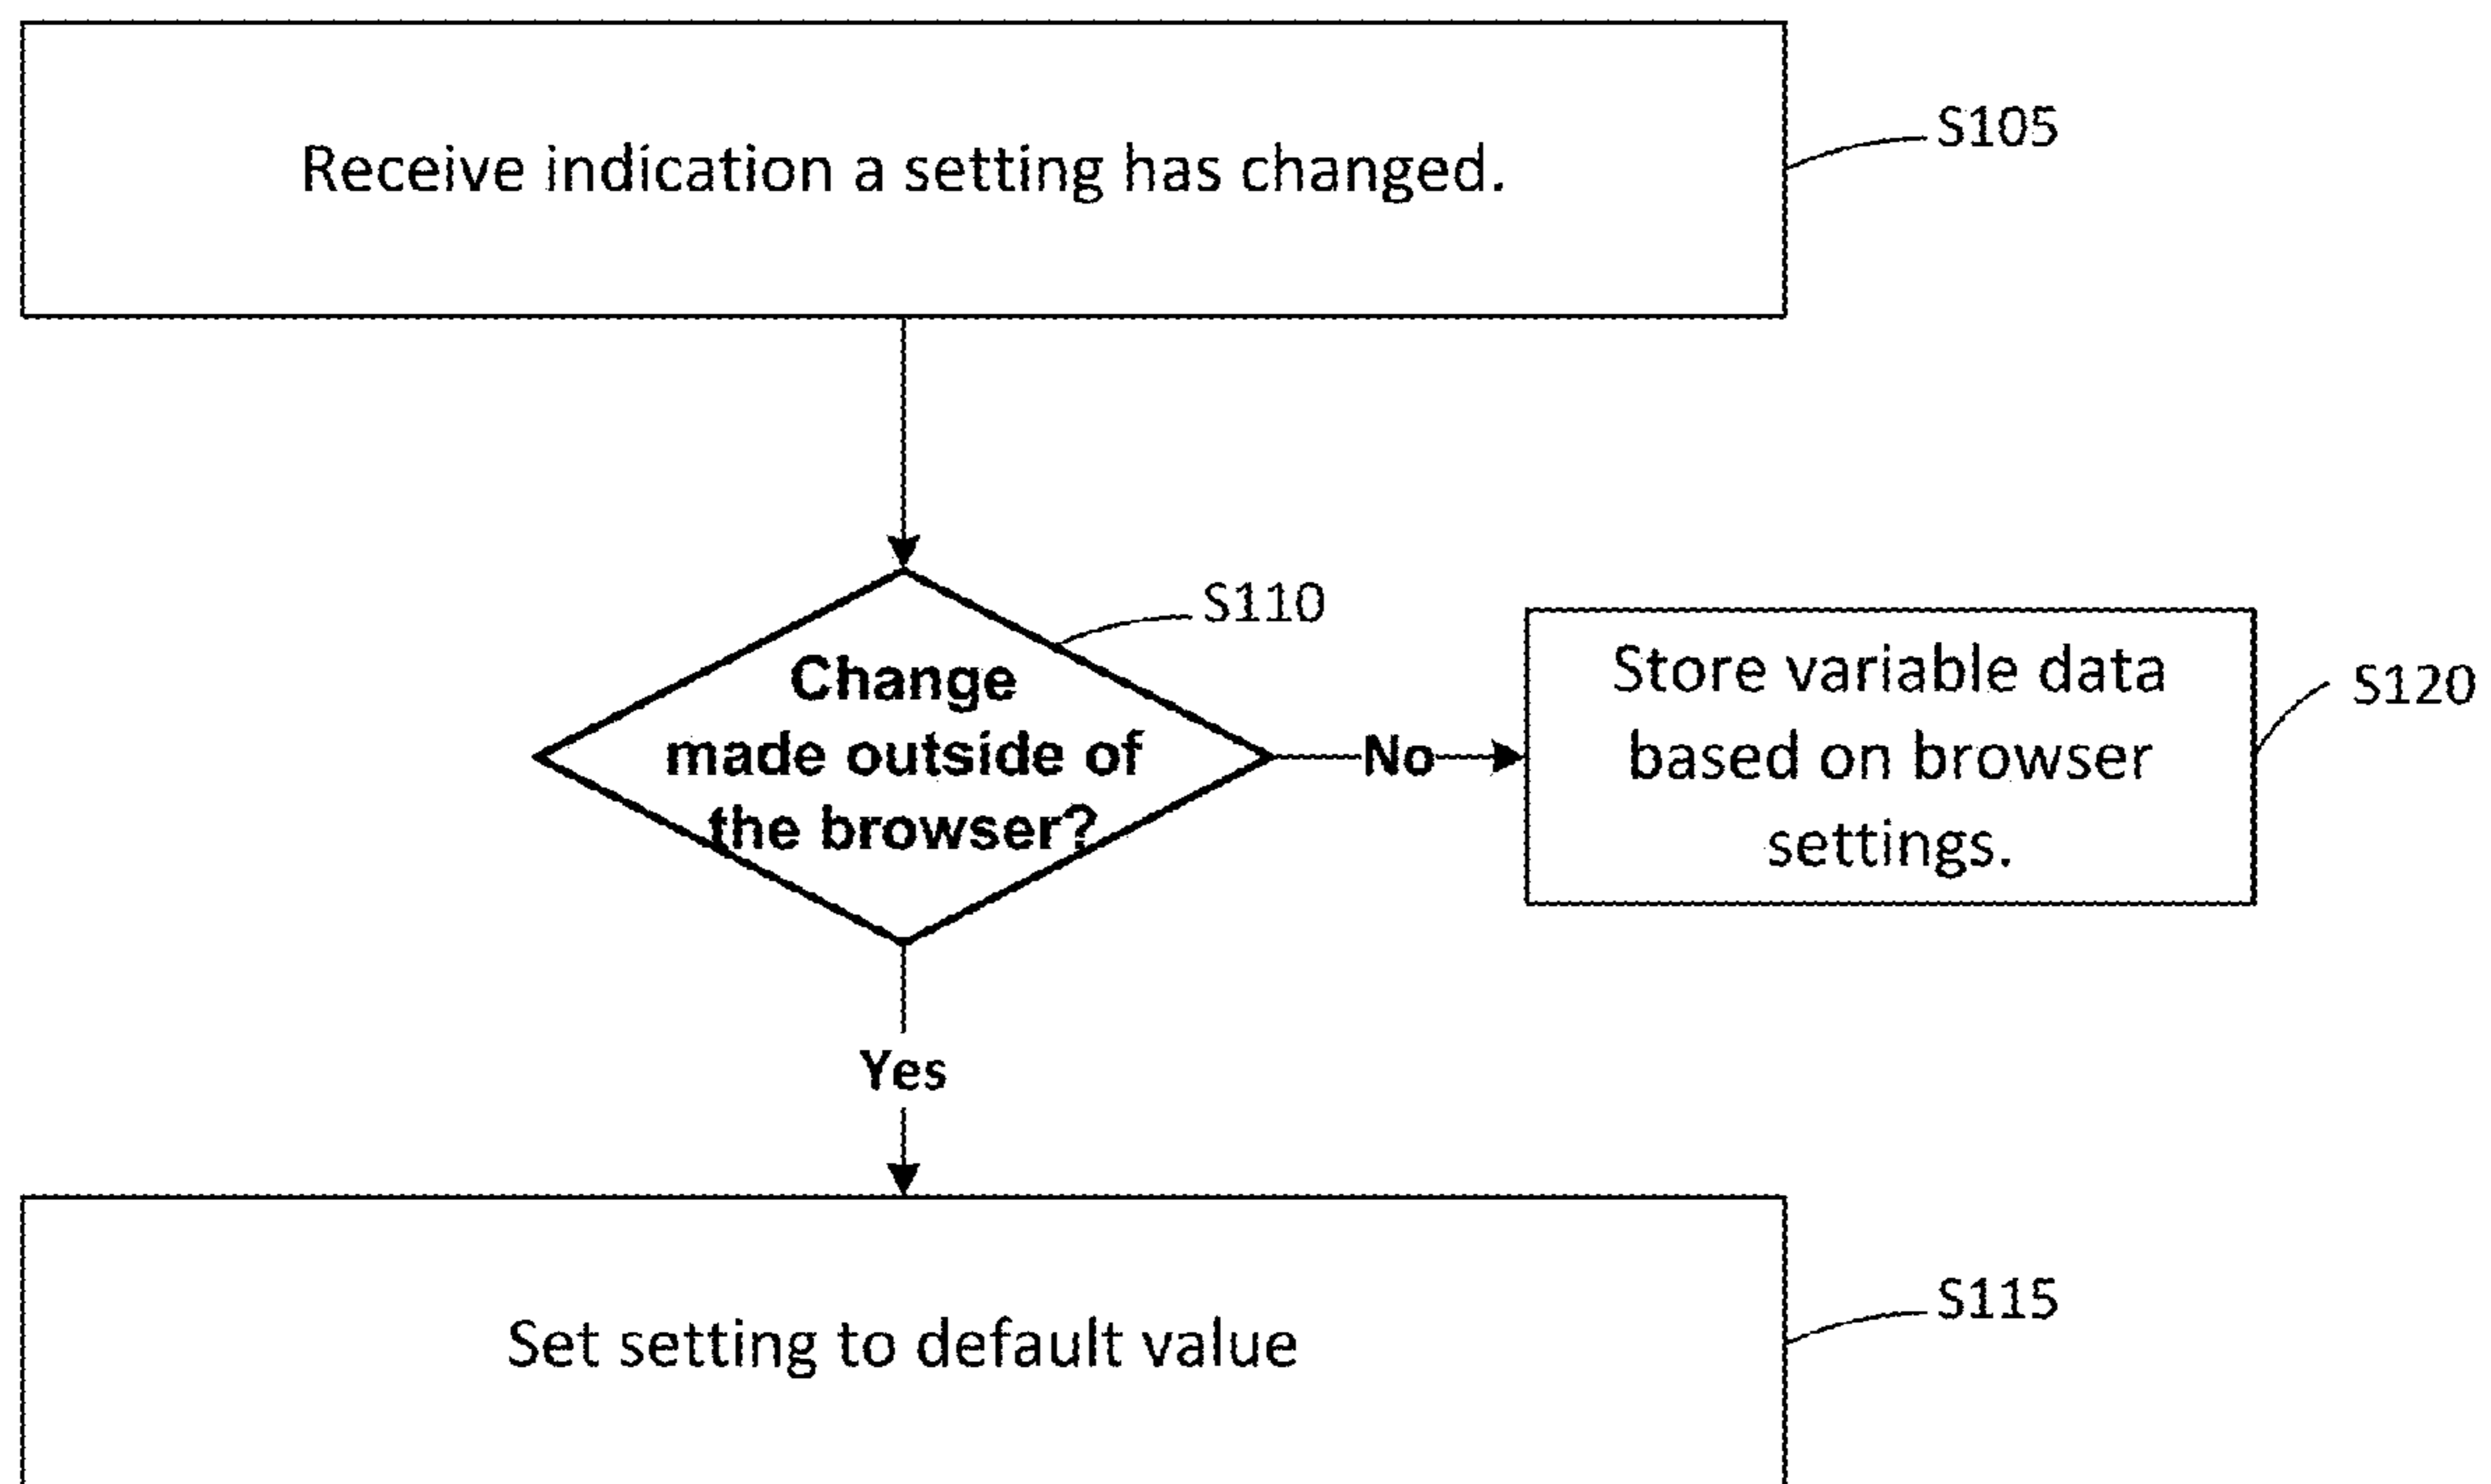 Receive indication a setting has changed.
S105
S110
Change
made outside of
the browser?
No
Store variable data
based on browser
settings.
S120
Yes
Set setting to default value
S115